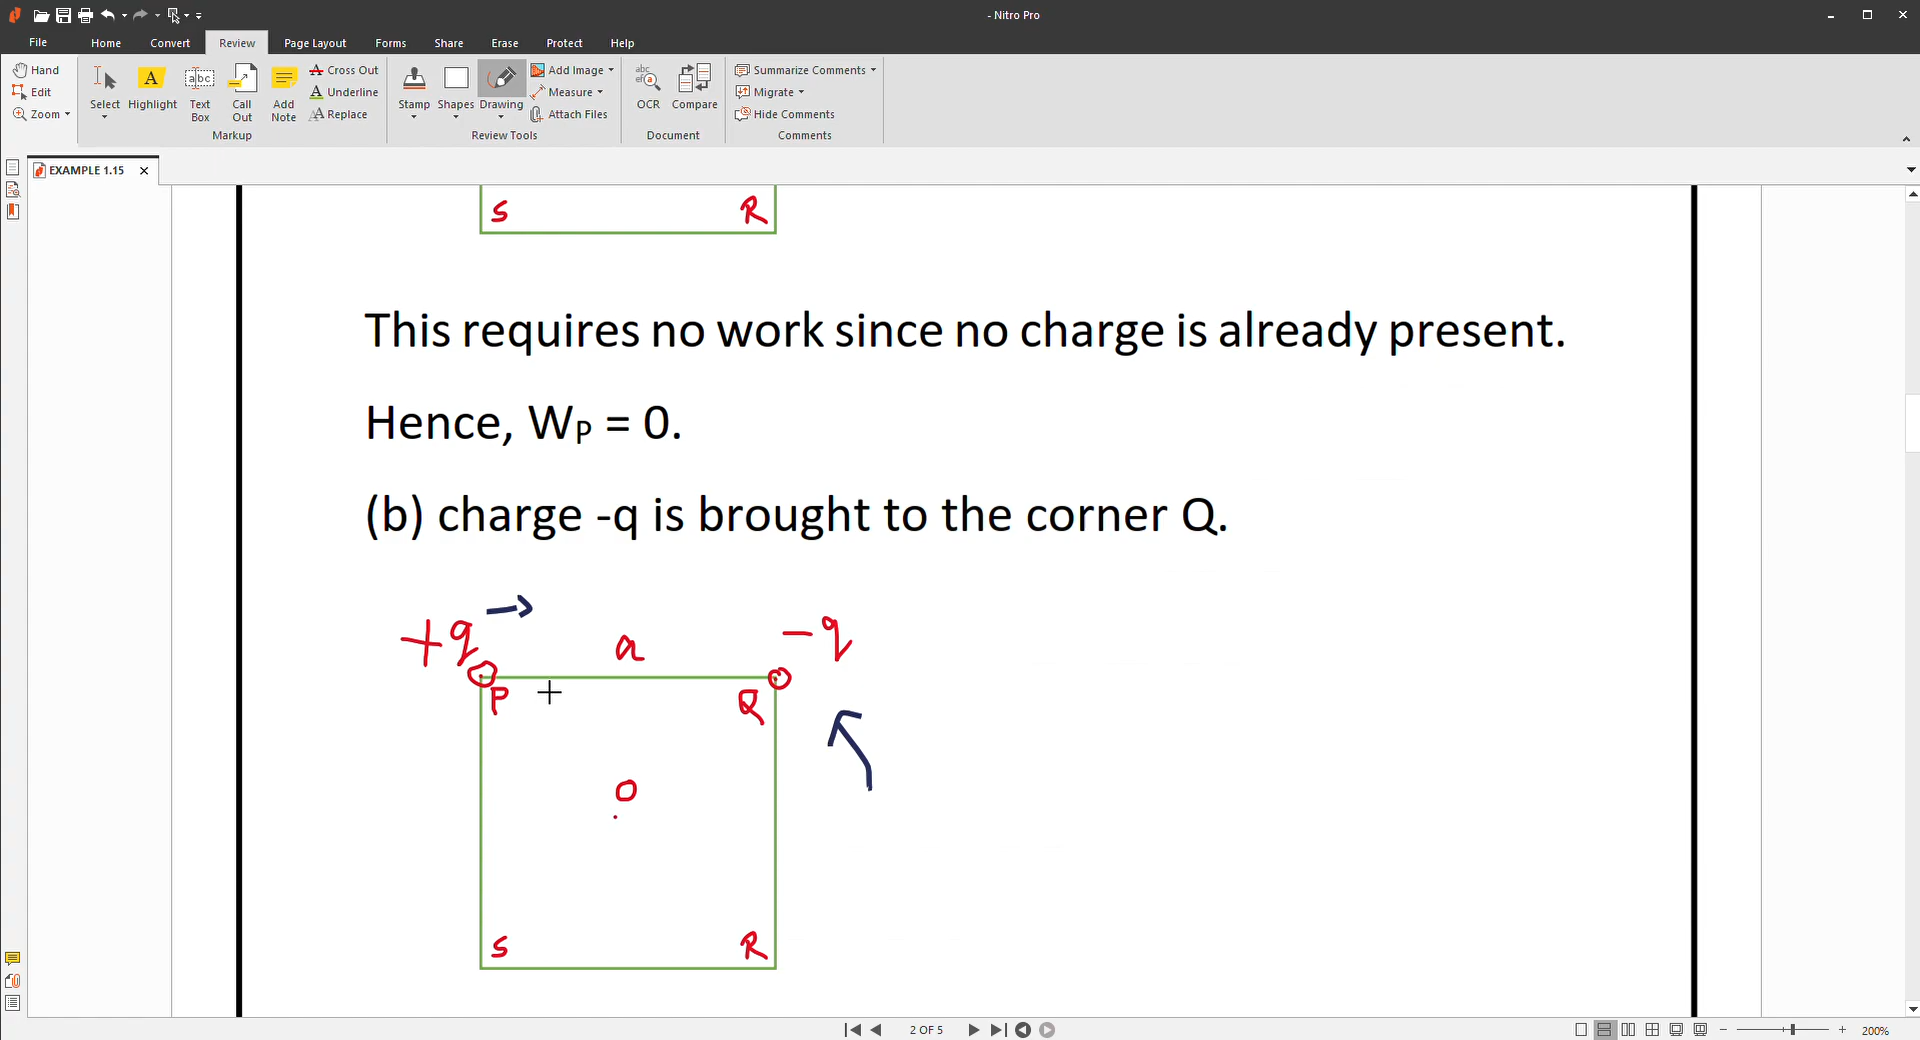 - Nitro Pro
File Home Convert Review Page Layout Forms Share Erase Protect Help
Hand
Edit
Zoom
Select
Highlight
Text Box
Call Out
Add Note
Cross Out
Underline
Replace
Markup
Stamp
Shapes
Drawing
Add Image
Measure
Attach Files
Review Tools
OCR
Compare
Document
Summarize Comments
Migrate
Hide Comments
Comments
EXAMPLE 1.15
S R
This requires no work since no charge is already present.
Hence, WP = 0.
(b) charge -q is brought to the corner Q.
+q a -q
P Q
O
S R
2 OF 5
200%